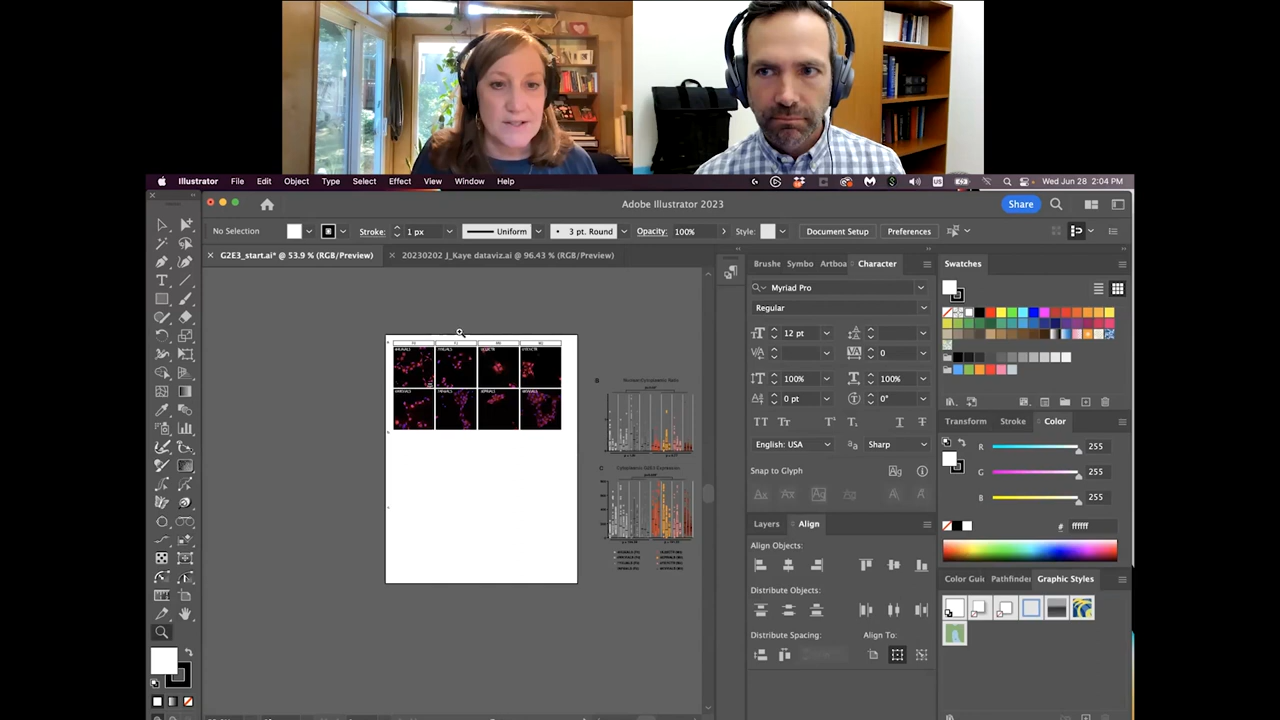 Illustrator File Edit Object Type Select Effect View Window Help Wed Jun 28 2:04 PM
Adobe Illustrator 2023 Share
No Selection Stroke: 1 px Uniform 3 pt. Round Opacity: 100% Style: Document Setup Preferences
G2E3_start.ai* @ 53.9 % (RGB/Preview) 20230202 J_Kaye dataviz.ai @ 96.43 % (RGB/Preview)
Brushe Symbo Artboa Character
Swatches
Myriad Pro
Regular
12 pt
0
100% 100%
0 pt 0°
English: USA Sharp
Snap to Glyph
Transform Stroke Color
R 255
G 255
B 255
# ffffff
Layers Align
Align Objects:
Distribute Objects:
Distribute Spacing: Align To:
Color Gui Pathfinde Graphic Styles
B
C